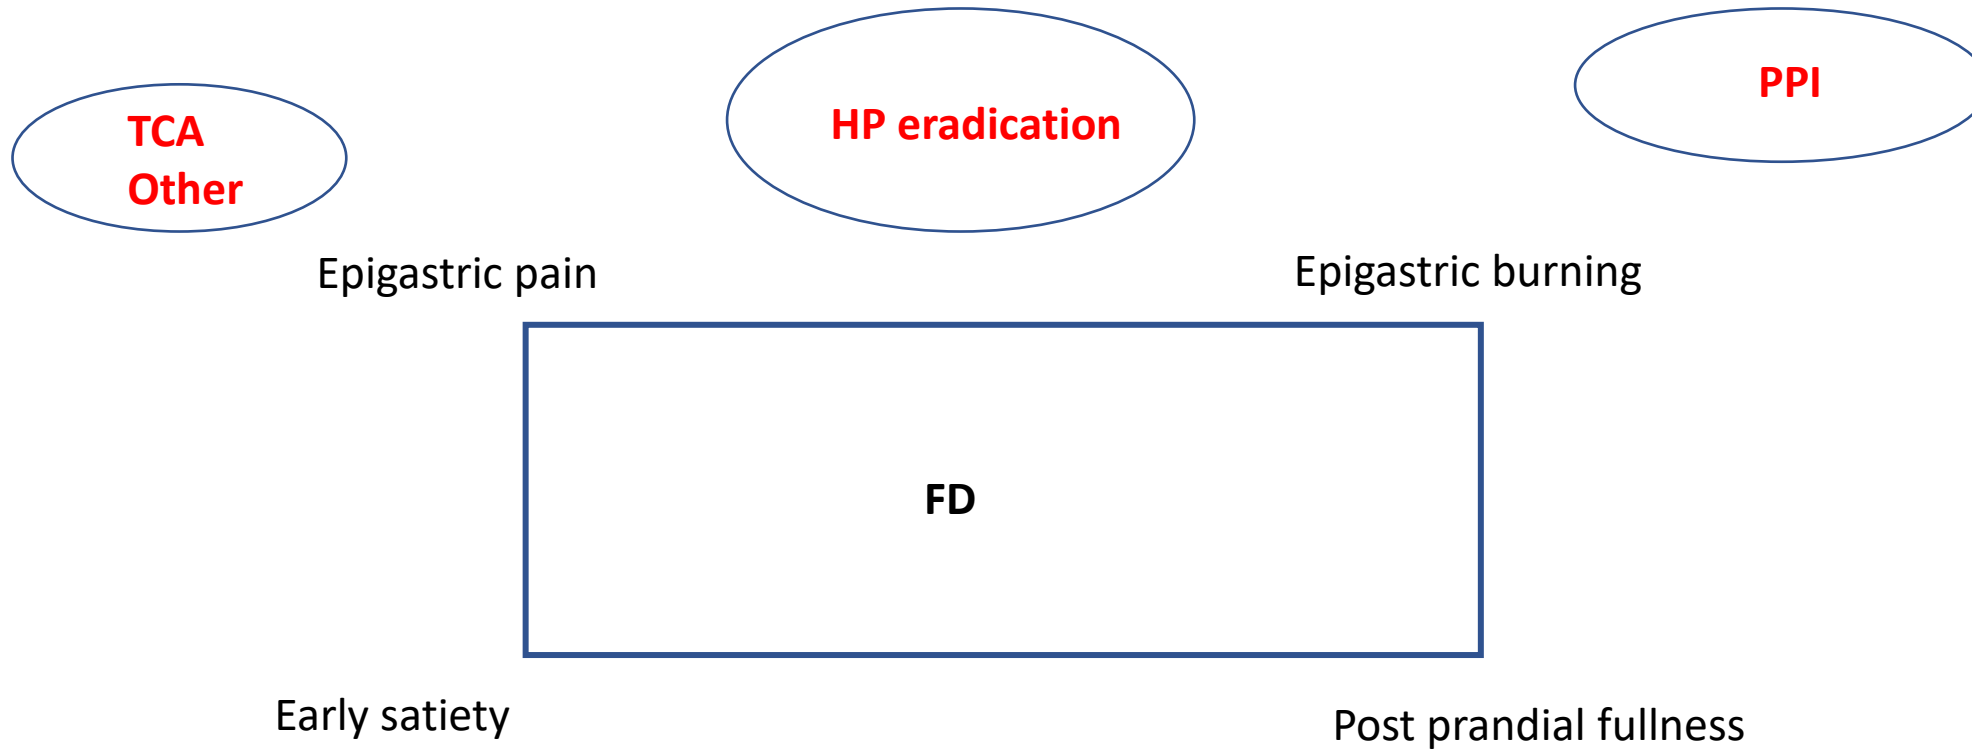 TCA
Other
HP eradication
PPI
Epigastric pain
Epigastric burning
FD
Early satiety
Post prandial fullness